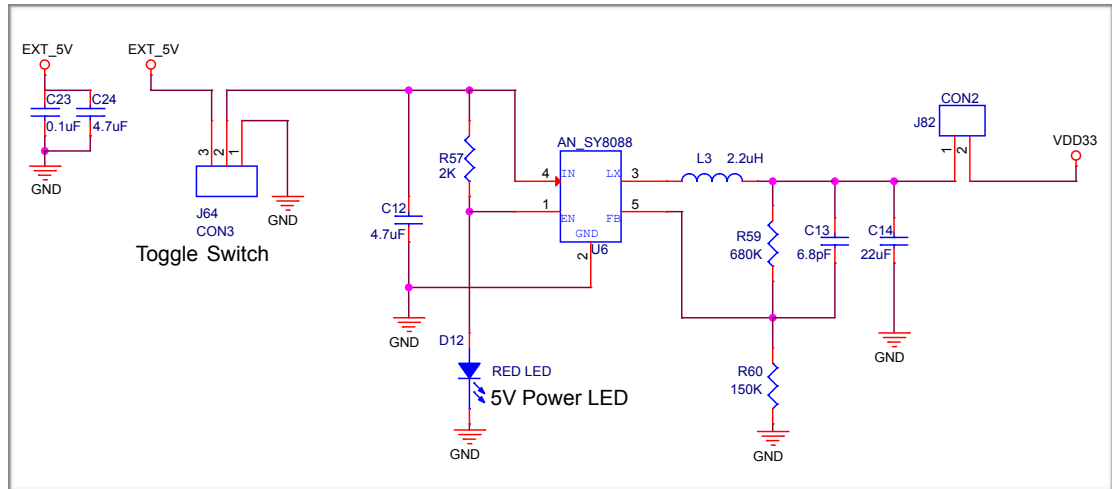 EXT_5V
C23
0.1uF
C24
4.7uF
GND
EXT_5V
3
2
1
J64
CON3
Toggle Switch
GND
R57
2K
C12
4.7uF
GND
D12
RED LED
5V Power LED
GND
AN_SY8088
4
IN
LX
3
1
EN
FB
5
GND
2
U6
L3 2.2uH
R59
680K
C13
6.8pF
C14
22uF
GND
R60
150K
GND
CON2
J82
1
2
VDD33